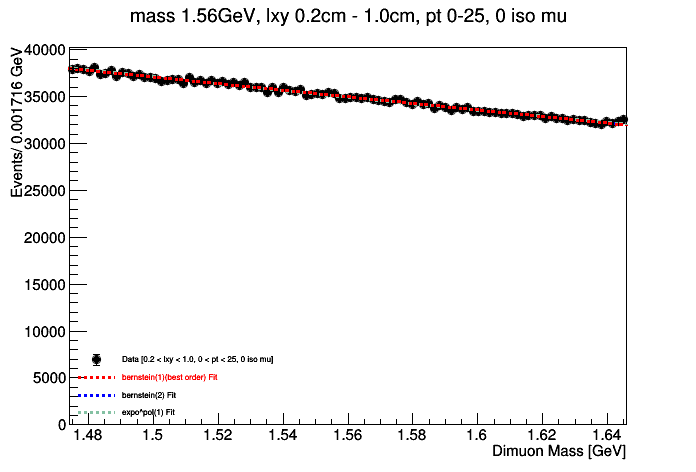 mass 1.56GeV, lxy 0.2cm - 1.0cm, pt 0-25, 0 iso mu
Events/ 0.001716 GeV
40000
35000
30000
25000
20000
15000
10000
5000
0
Data [0.2 < lxy < 1.0, 0 < pt < 25, 0 iso mu]
bernstein(1)(best order) Fit
bernstein(2) Fit
expo^pol(1) Fit
1.48 1.5 1.52 1.54 1.56 1.58 1.6 1.62 1.64
Dimuon Mass [GeV]